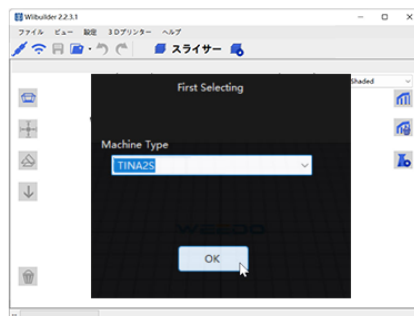 Wiibuilder 2.2.3.1
ファイル ビュー 設定 3Dプリンター ヘルプ
スライサー
Shaded
First Selecting
Machine Type
TINA2S
WEEDO
OK